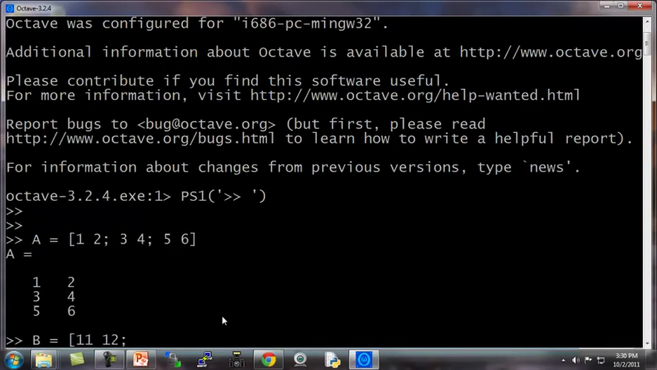 Octave-3.2.4
Octave was configured for "i686-pc-mingw32".
Additional information about Octave is available at http://www.octave.org
Please contribute if you find this software useful.
For more information, visit http://www.octave.org/help-wanted.html
Report bugs to <bug@octave.org> (but first, please read
http://www.octave.org/bugs.html to learn how to write a helpful report).
For information about changes from previous versions, type `news'.
octave-3.2.4.exe:1> PS1('>> ')
>>
>>
>> A = [1 2; 3 4; 5 6]
A =
1 2
3 4
5 6
>> B = [11 12;
3:30 PM
10/2/2011